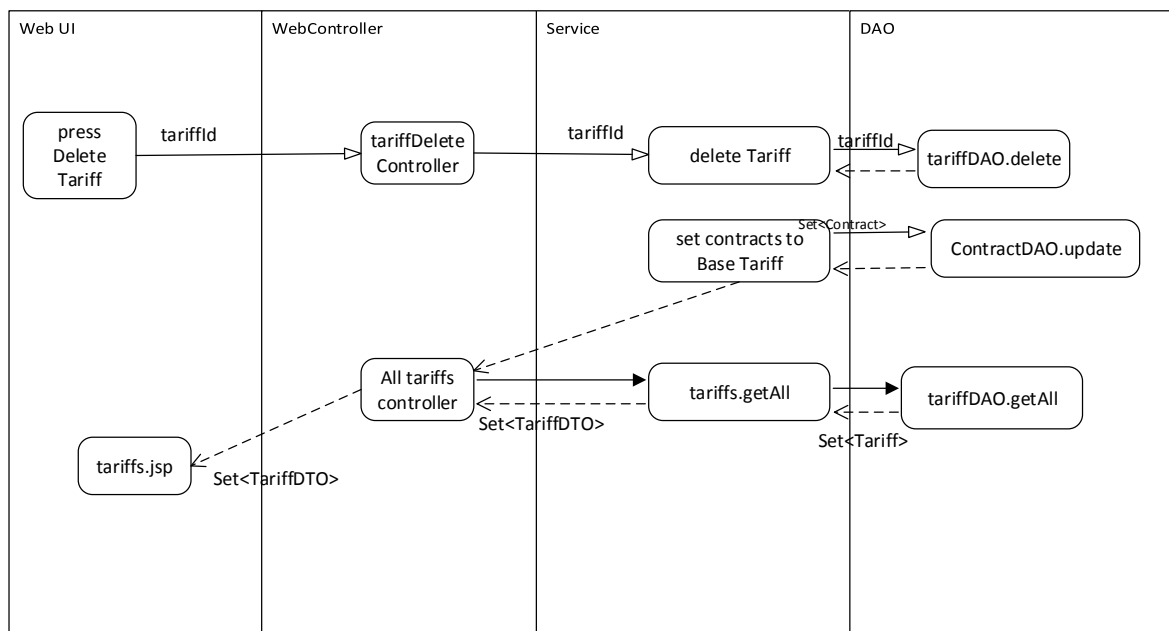 Web UI
WebController
Service
DAO
press
Delete
Tariff
tariffId
tariffDelete
Controller
tariffId
delete Tariff
tariffId
tariffDAO.delete
set contracts to
Base Tariff
Set<Contract>
ContractDAO.update
All tariffs
controller
tariffs.getAll
tariffDAO.getAll
Set<TariffDTO>
Set<Tariff>
tariffs.jsp
Set<TariffDTO>